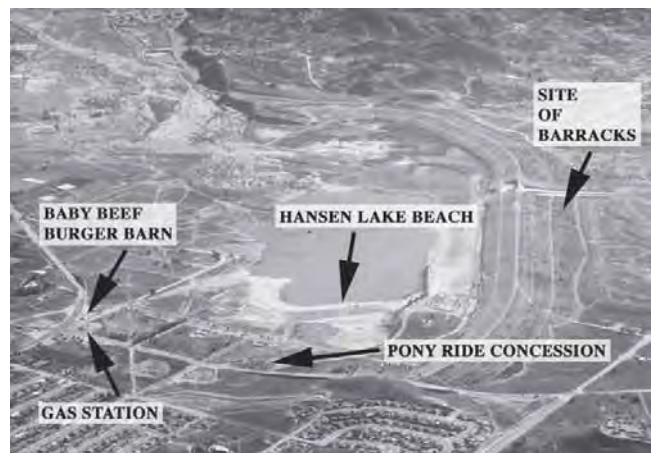 SITE
OF
BARRACKS
BABY BEEF
BURGER BARN
HANSEN LAKE BEACH
PONY RIDE CONCESSION
GAS STATION